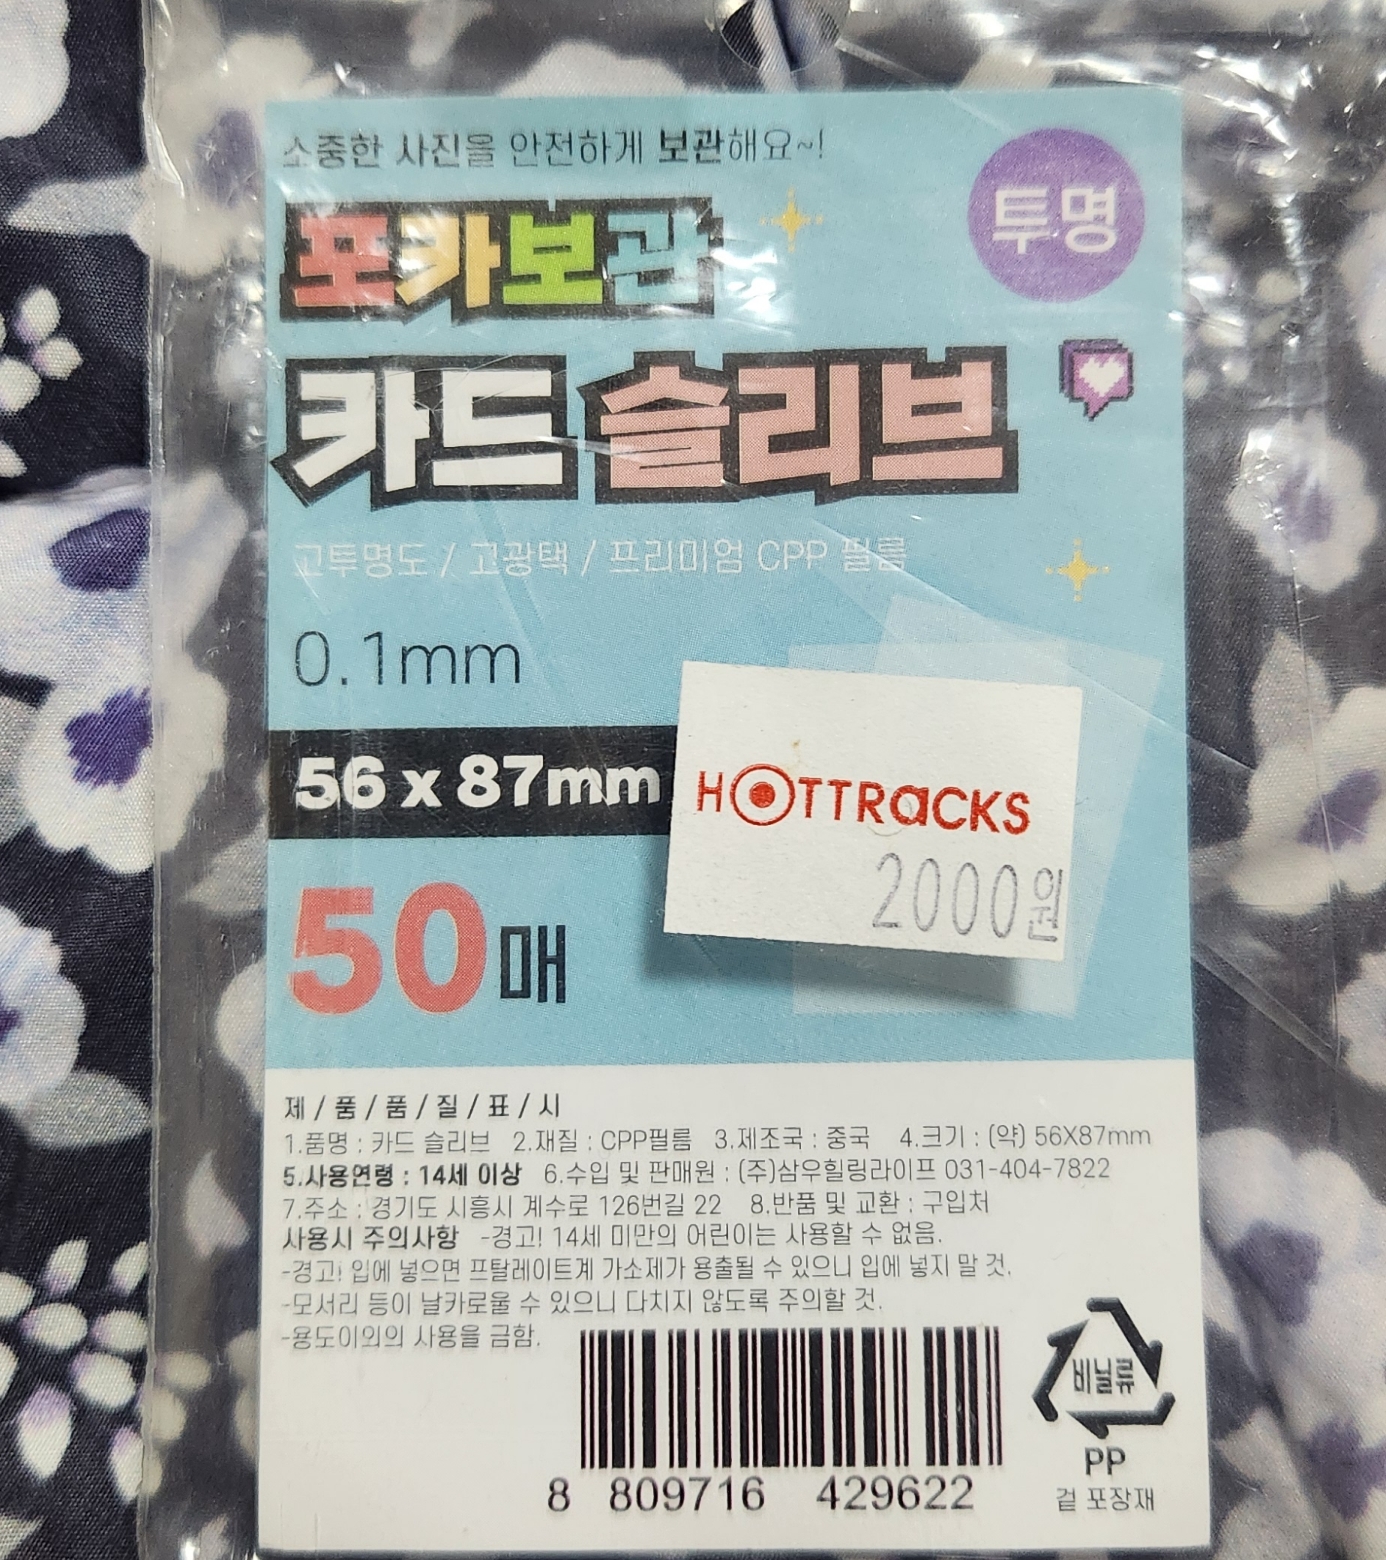 소중한 사진을 안전하게 보관해요~!
투명
포카보관
카드 슬리브
고투명도 / 고광택 / 프리미엄 CPP 필름
0.1mm
56 x 87mm
HOTTRacKS
2000원
50매
제 / 품 / 품 / 질 / 표 / 시
1.품명 : 카드 슬리브 2.재질 : CPP필름 3.제조국 : 중국 4.크기 : (약) 56X87mm
5.사용연령 : 14세 이상 6.수입 및 판매원 : (주)삼우힐링라이프 031-404-7822
7.주소 : 경기도 시흥시 계수로 126번길 22 8.반품 및 교환 : 구입처
사용시 주의사항 -경고! 14세 미만의 어린이는 사용할 수 없음.
-경고! 입에 넣으면 프탈레이트계 가소제가 용출될 수 있으니 입에 넣지 말 것.
-모서리 등이 날카로울 수 있으니 다치지 않도록 주의할 것.
-용도이외의 사용을 금함.
비닐류
PP
겉 포장재
8 809716 429622